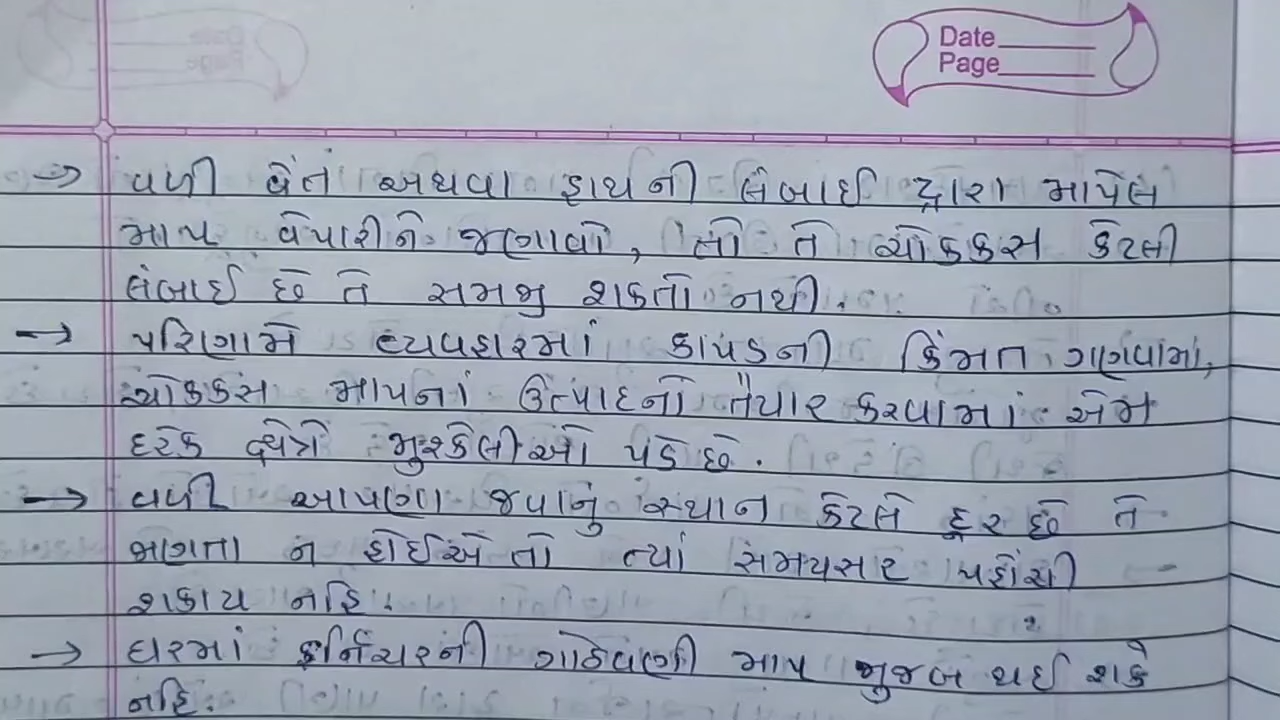 Date
Page
→ વળી વેંત અથવા હાથની લંબાઈ દ્વારા માપેલ
માપ વેપારીને જણાવો, તો તે ચોક્કસ કેટલી
લંબાઈ છે તે સમજી શકતો નથી.
→ પરિણામે વ્યવહારમાં કાપડની કિંમત ગણવામાં,
ચોક્કસ માપનાં ઉત્પાદનો તૈયાર કરવામાં એમ
દરેક ક્ષેત્રે મુશ્કેલીઓ પડે છે.
→ વળી આપણા જવાનું સ્થાન કેટલે દૂર છે તે
જાણતા ન હોઈએ તો ત્યાં સમયસર પહોંચી
શકાય નહિ.
→ ઘરમાં ફર્નિચરની ગોઠવણી માપ મુજબ થઈ શકે
નહિ.